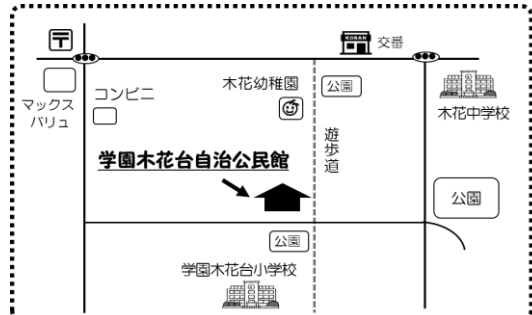 〒
KOBAN
交番
マックス
バリュ
コンビニ
木花幼稚園
公園
木花中学校
遊歩道
学園木花台自治公民館
公園
公園
学園木花台小学校